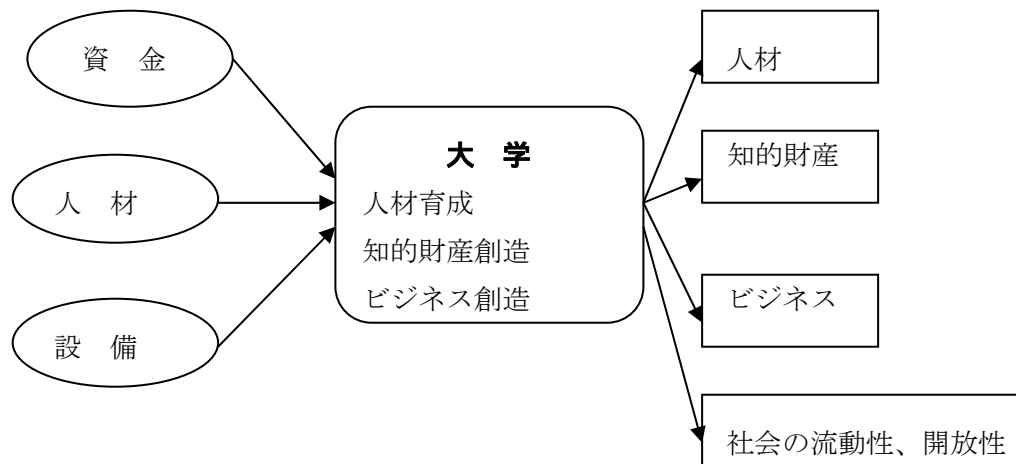 資　金
人　材
設　備
大　学
人材育成
知的財産創造
ビジネス創造
人材
知的財産
ビジネス
社会の流動性、開放性